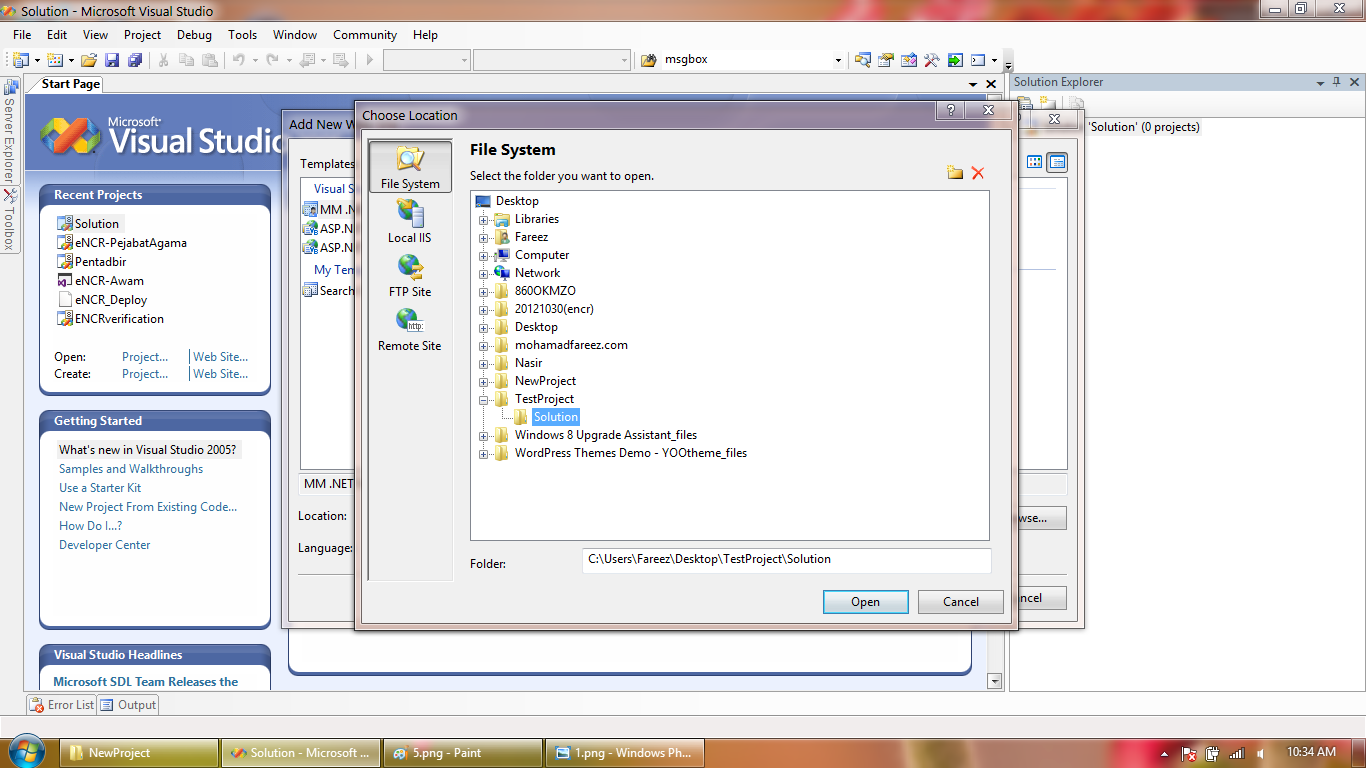 Solution - Microsoft Visual Studio
File Edit View Project Debug Tools Window Community Help
msgbox
Server Explorer
Toolbox
Start Page
Microsoft
Visual Studio
Recent Projects
Solution
eNCR-PejabatAgama
Pentadbir
eNCR-Awam
eNCR_Deploy
ENCRverification
Open: Project... Web Site...
Create: Project... Web Site...
Getting Started
What's new in Visual Studio 2005?
Samples and Walkthroughs
Use a Starter Kit
New Project From Existing Code...
How Do I...?
Developer Center
Visual Studio Headlines
Microsoft SDL Team Releases the
Add New W
Templates
Visual S
MM .N
ASP.N
ASP.N
My Tem
Search
MM .NET
Location:
Language:
Choose Location
File System
Local IIS
FTP Site
http:
Remote Site
File System
Select the folder you want to open.
Desktop
Libraries
Fareez
Computer
Network
860OKMZO
20121030(encr)
Desktop
mohamadfareez.com
Nasir
NewProject
TestProject
Solution
Windows 8 Upgrade Assistant_files
WordPress Themes Demo - YOOtheme_files
Folder: C:\Users\Fareez\Desktop\TestProject\Solution
Open Cancel
wse...
ncel
Solution Explorer
'Solution' (0 projects)
Error List Output
NewProject
Solution - Microsoft ...
5.png - Paint
1.png - Windows Ph...
10:34 AM